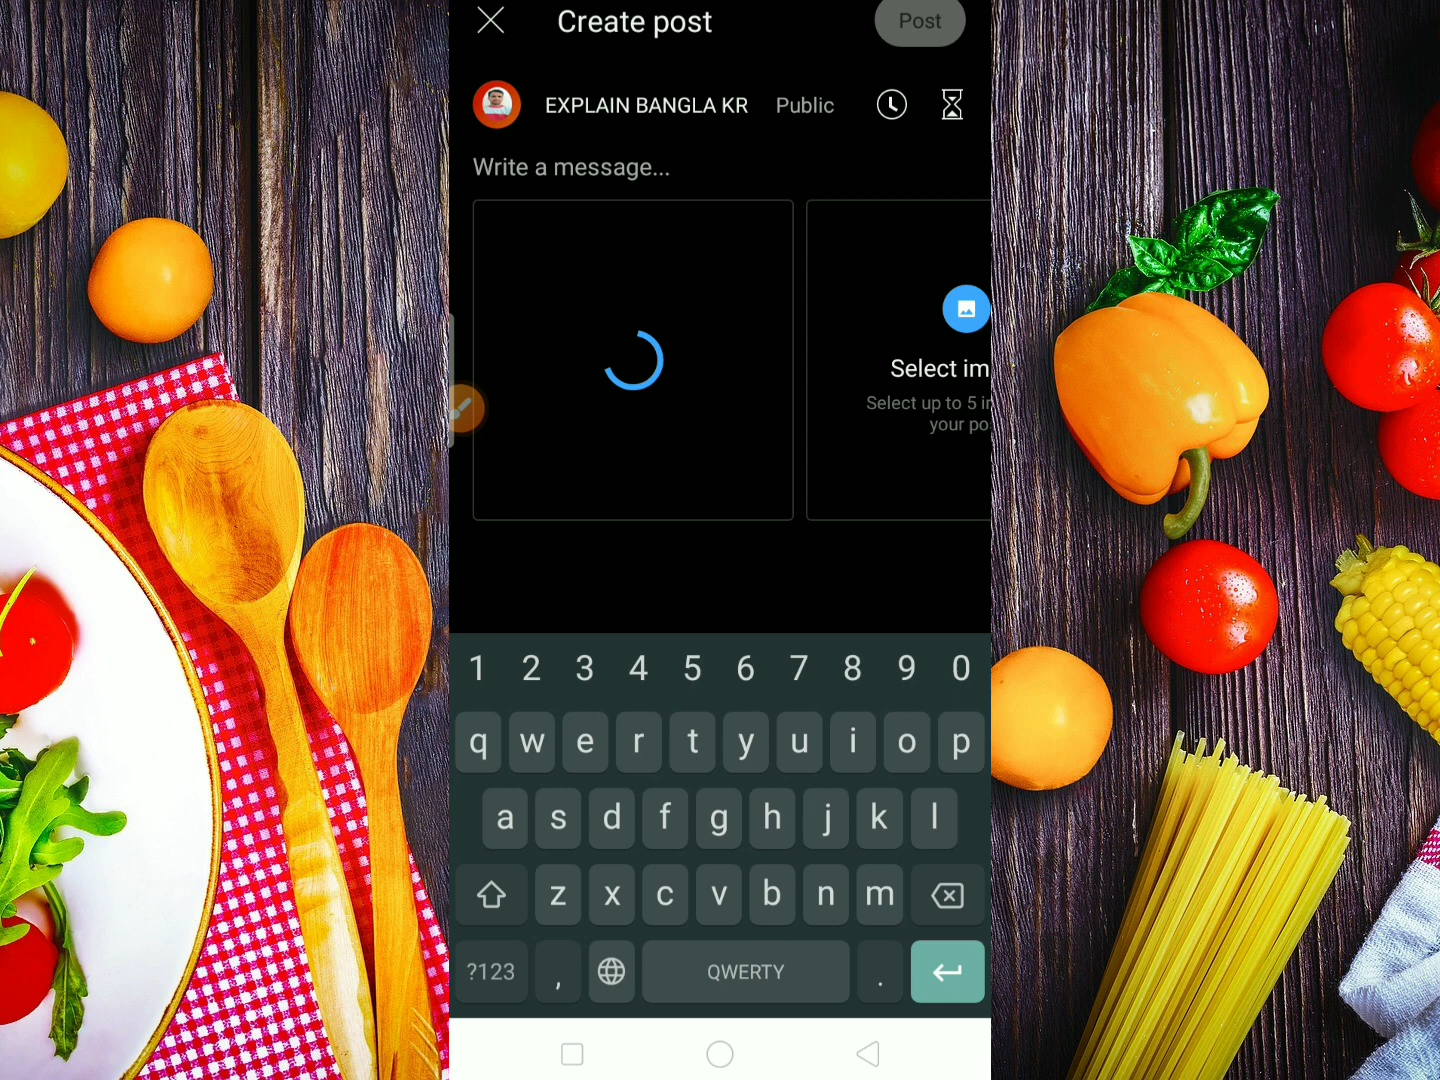 Create post
Post
EXPLAIN BANGLA KR Public
Write a message...
Select im
Select up to 5 i
your po
1 2 3 4 5 6 7 8 9 0
q w e r t y u i o p
a s d f g h j k l
z x c v b n m
?123 , QWERTY .